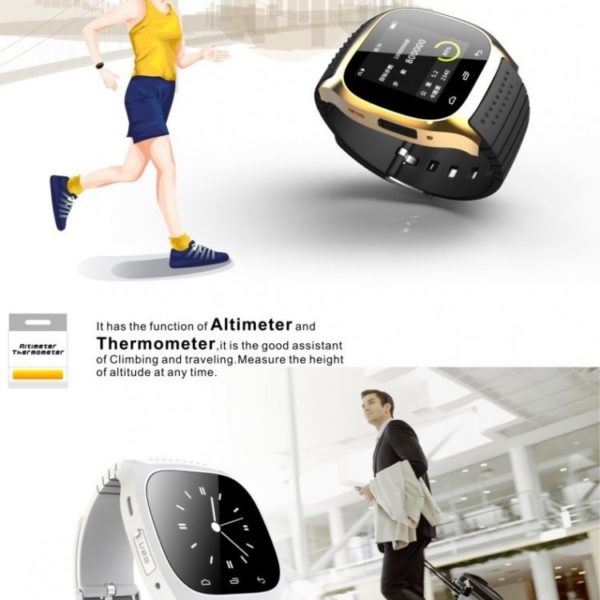 800000
Altimeter
Thermometer
It has the function of Altimeter and
Thermometer,it is the good assistant
of Climbing and traveling.Measure the height
of altitude at any time.